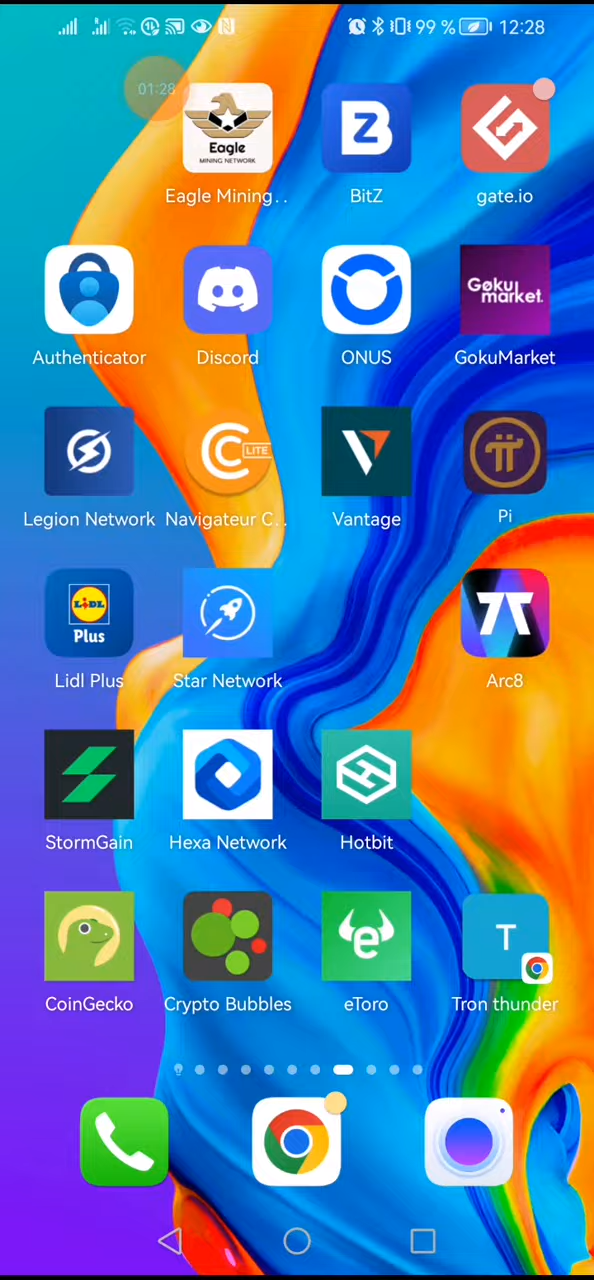 99 % 12:28
01:28
Eagle
MINING NETWORK
Eagle Mining..
BitZ
gate.io
Authenticator
Discord
ONUS
Gøku
market.
GokuMarket
Legion Network
LITE
Navigateur C..
Vantage
Pi
LiDL
Plus
Lidl Plus
Star Network
Arc8
StormGain
Hexa Network
Hotbit
CoinGecko
Crypto Bubbles
e
eToro
T
Tron thunder